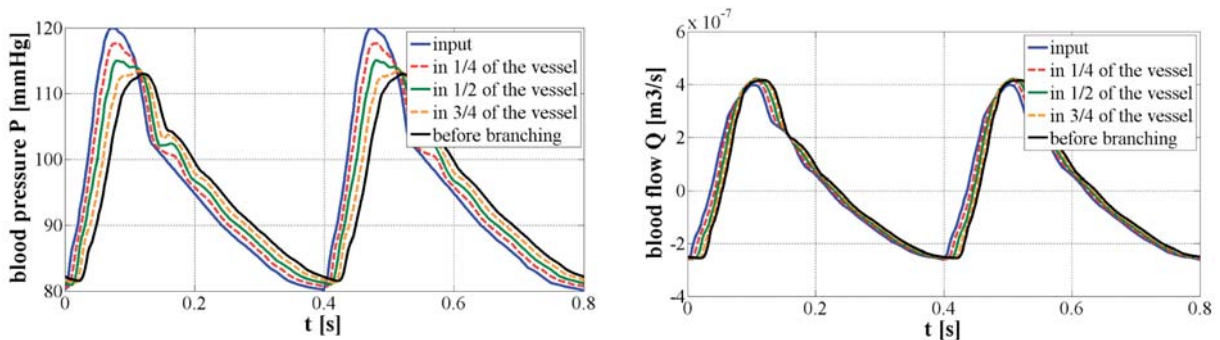 120
110
100
90
80
blood pressure P [mmHg]
0
0.2
0.4
0.6
0.8
t [s]
input
in 1/4 of the vessel
in 1/2 of the vessel
in 3/4 of the vessel
before branching
x 10⁻⁷
6
4
2
0
-2
-4
blood flow Q [m3/s]
0
0.2
0.4
0.6
0.8
t [s]
input
in 1/4 of the vessel
in 1/2 of the vessel
in 3/4 of the vessel
before branching